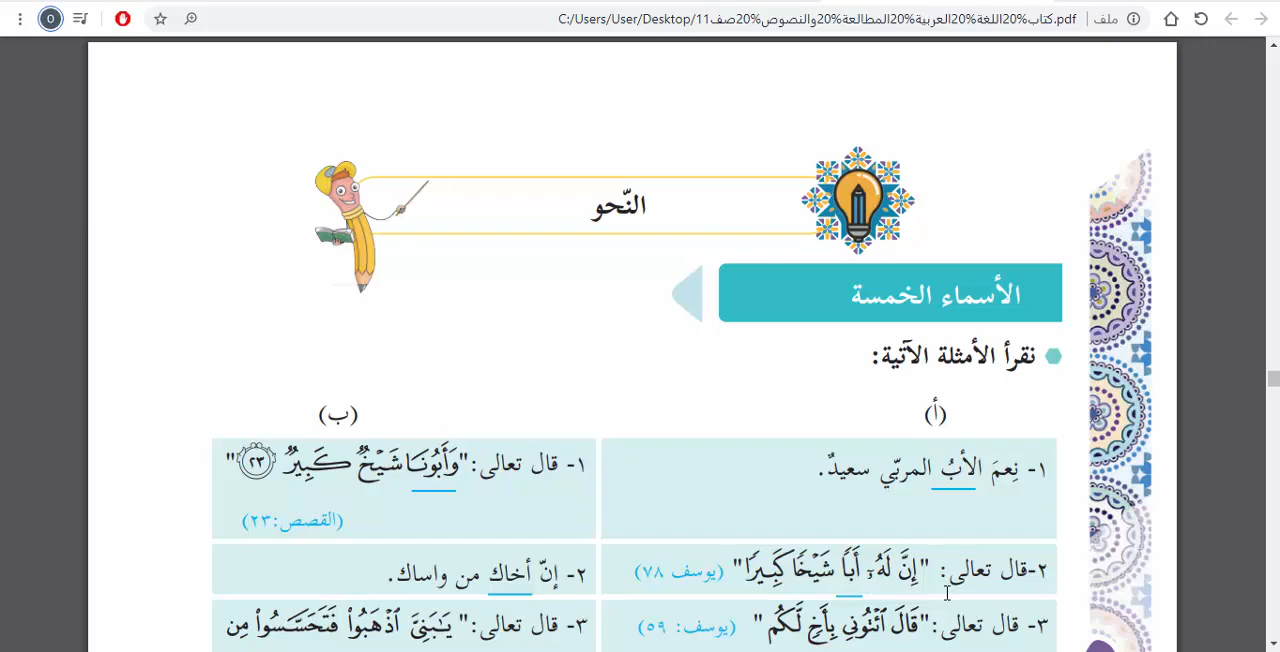 C:/Users/User/Desktop/11كتاب%20اللغة%20العربية%20المطالعة%20والنصوص%20صف.pdf
ملف
O
النّحو
الأسماء الخمسة
نقرأ الأمثلة الآتية:
(أ)
(ب)
١- نِعمَ الأبُ المربّي سعيدٌ.
١- قال تعالى:"وَأَبُونَا شَيْخٌ كَبِيرٌ ٢٣"
(القصص:٢٣)
٢-قال تعالى: "إِنَّ لَهُۥٓ أَبًا شَيْخًا كَبِيرًا" (يوسف ٧٨)
٢- إنّ أخاك من واساك.
٣- قال تعالى:"قَالَ ٱئْتُونِي بِأَخٍ لَّكُم" (يوسف: ٥٩)
٣- قال تعالى:"يَٰبَنِيَّ ٱذْهَبُواْ فَتَحَسَّسُواْ مِن